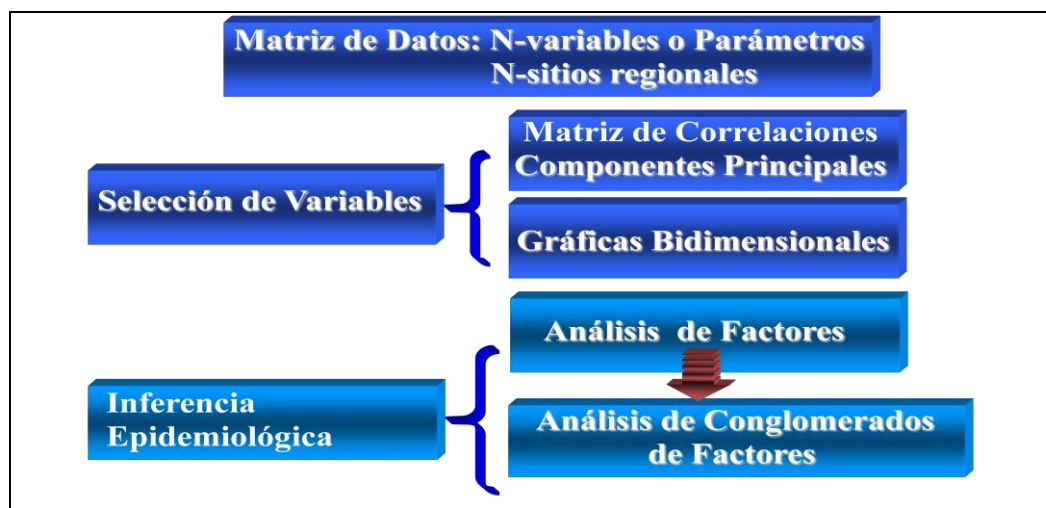 Matriz de Datos: N-variables o Parámetros
N-sitios regionales
Matriz de Correlaciones
Componentes Principales
Selección de Variables
Gráficas Bidimensionales
Análisis de Factores
Inferencia
Epidemiológica
Análisis de Conglomerados
de Factores